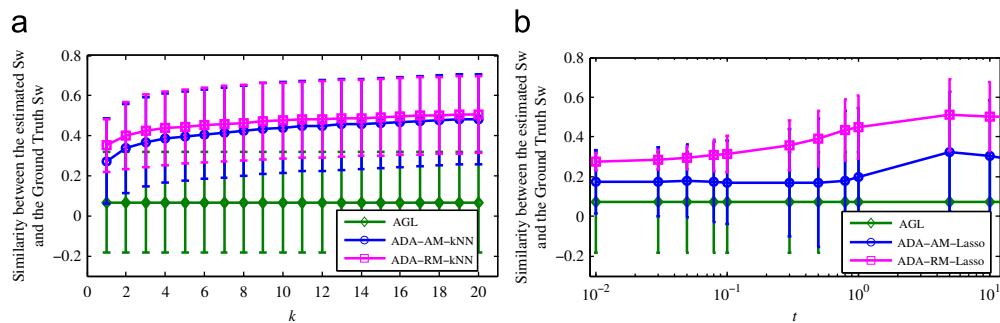 a
Similarity between the estimated Sw
and the Ground Truth Sw
0.8
0.6
0.4
0.2
0
−0.2
0 2 4 6 8 10 12 14 16 18 20
k
AGL
ADA−AM−kNN
ADA−RM−kNN
b
Similarity between the estimated Sw
and the Ground Truth Sw
0.8
0.6
0.4
0.2
0
−0.2
10−2 10−1 100 101
t
AGL
ADA−AM−Lasso
ADA−RM−Lasso